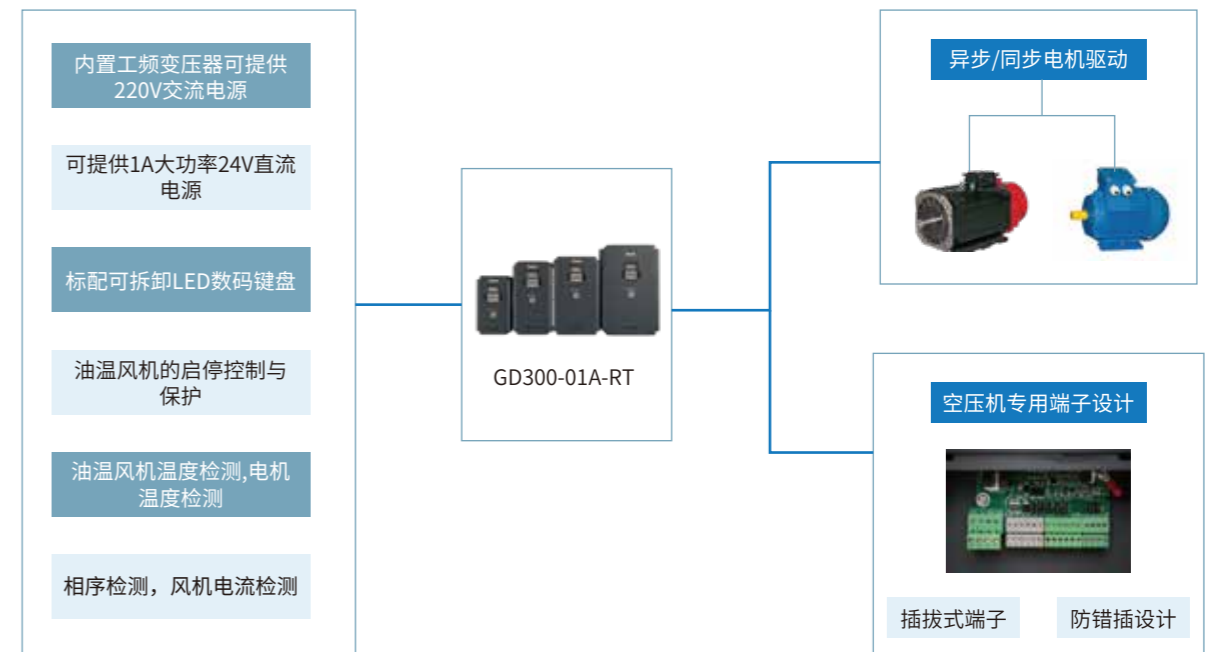 内置工频变压器可提供
220V交流电源
可提供1A大功率24V直流
电源
标配可拆卸LED数码键盘
油温风机的启停控制与
保护
油温风机温度检测,电机
温度检测
相序检测，风机电流检测
GD300-01A-RT
异步/同步电机驱动
空压机专用端子设计
插拔式端子
防错插设计